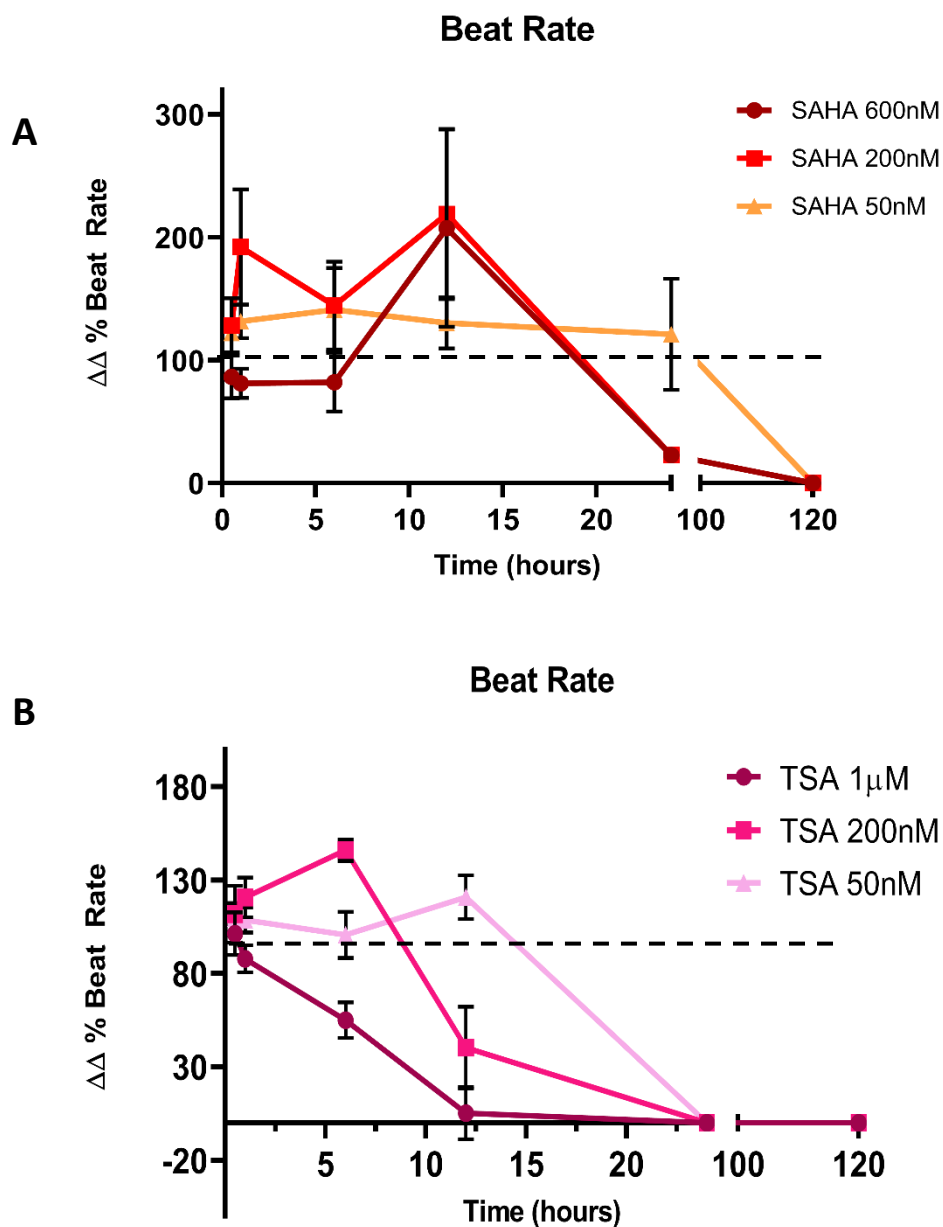 Beat Rate
A
SAHA 600nM
SAHA 200nM
SAHA 50nM
ΔΔ % Beat Rate
300
200
100
0
0 5 10 15 20 100 120
Time (hours)
Beat Rate
B
TSA 1μM
TSA 200nM
TSA 50nM
ΔΔ % Beat Rate
180
130
80
30
-20
5 10 15 20 100 120
Time (hours)